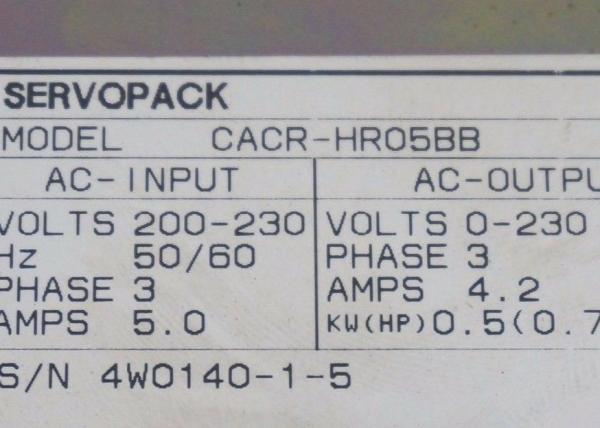 SERVOPACK
MODEL CACR-HR05BB
AC-INPUT
VOLTS 200-230
Hz 50/60
PHASE 3
AMPS 5.0
AC-OUTPU
VOLTS 0-230
PHASE 3
AMPS 4.2
KW(HP) 0.5(0.7
S/N 4W0140-1-5